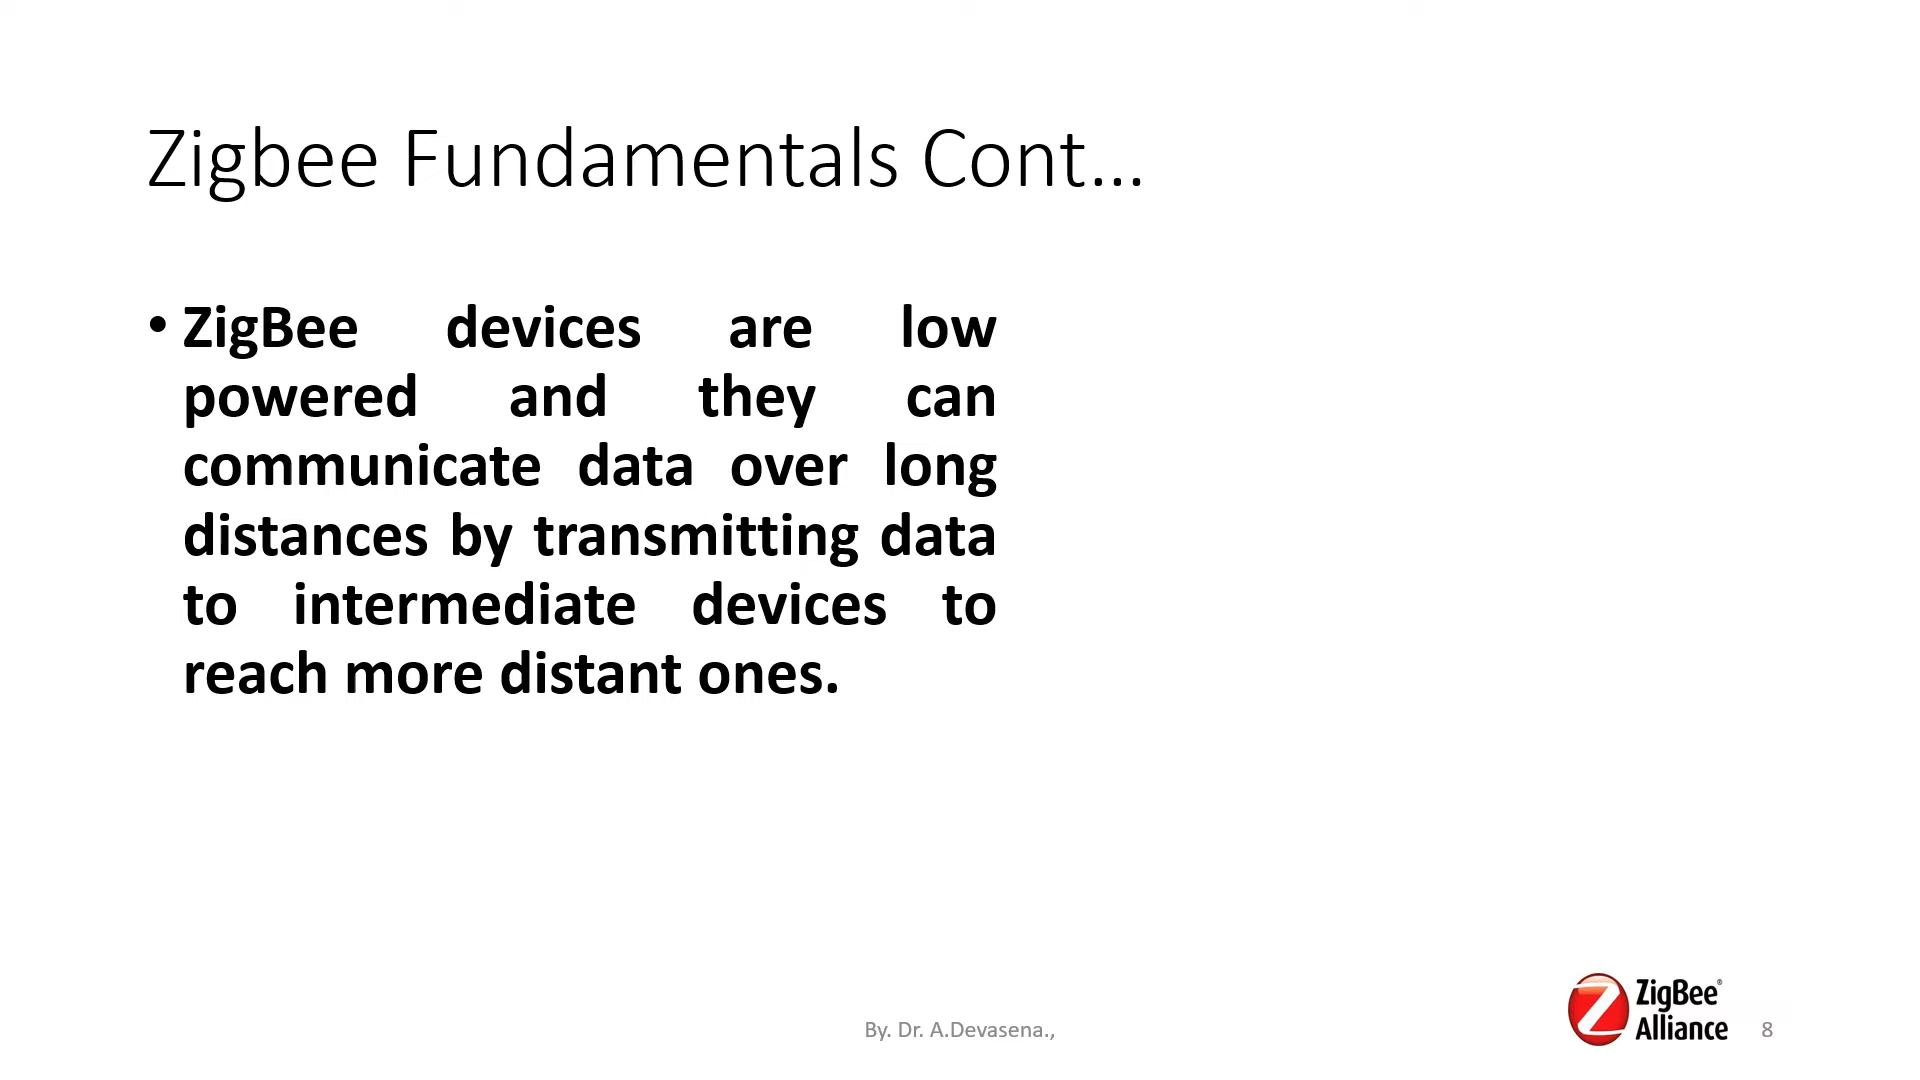 Zigbee Fundamentals Cont...
• ZigBee devices are low
powered and they can
communicate data over long
distances by transmitting data
to intermediate devices to
reach more distant ones.
By. Dr. A.Devasena.,
ZigBee®
Alliance
8